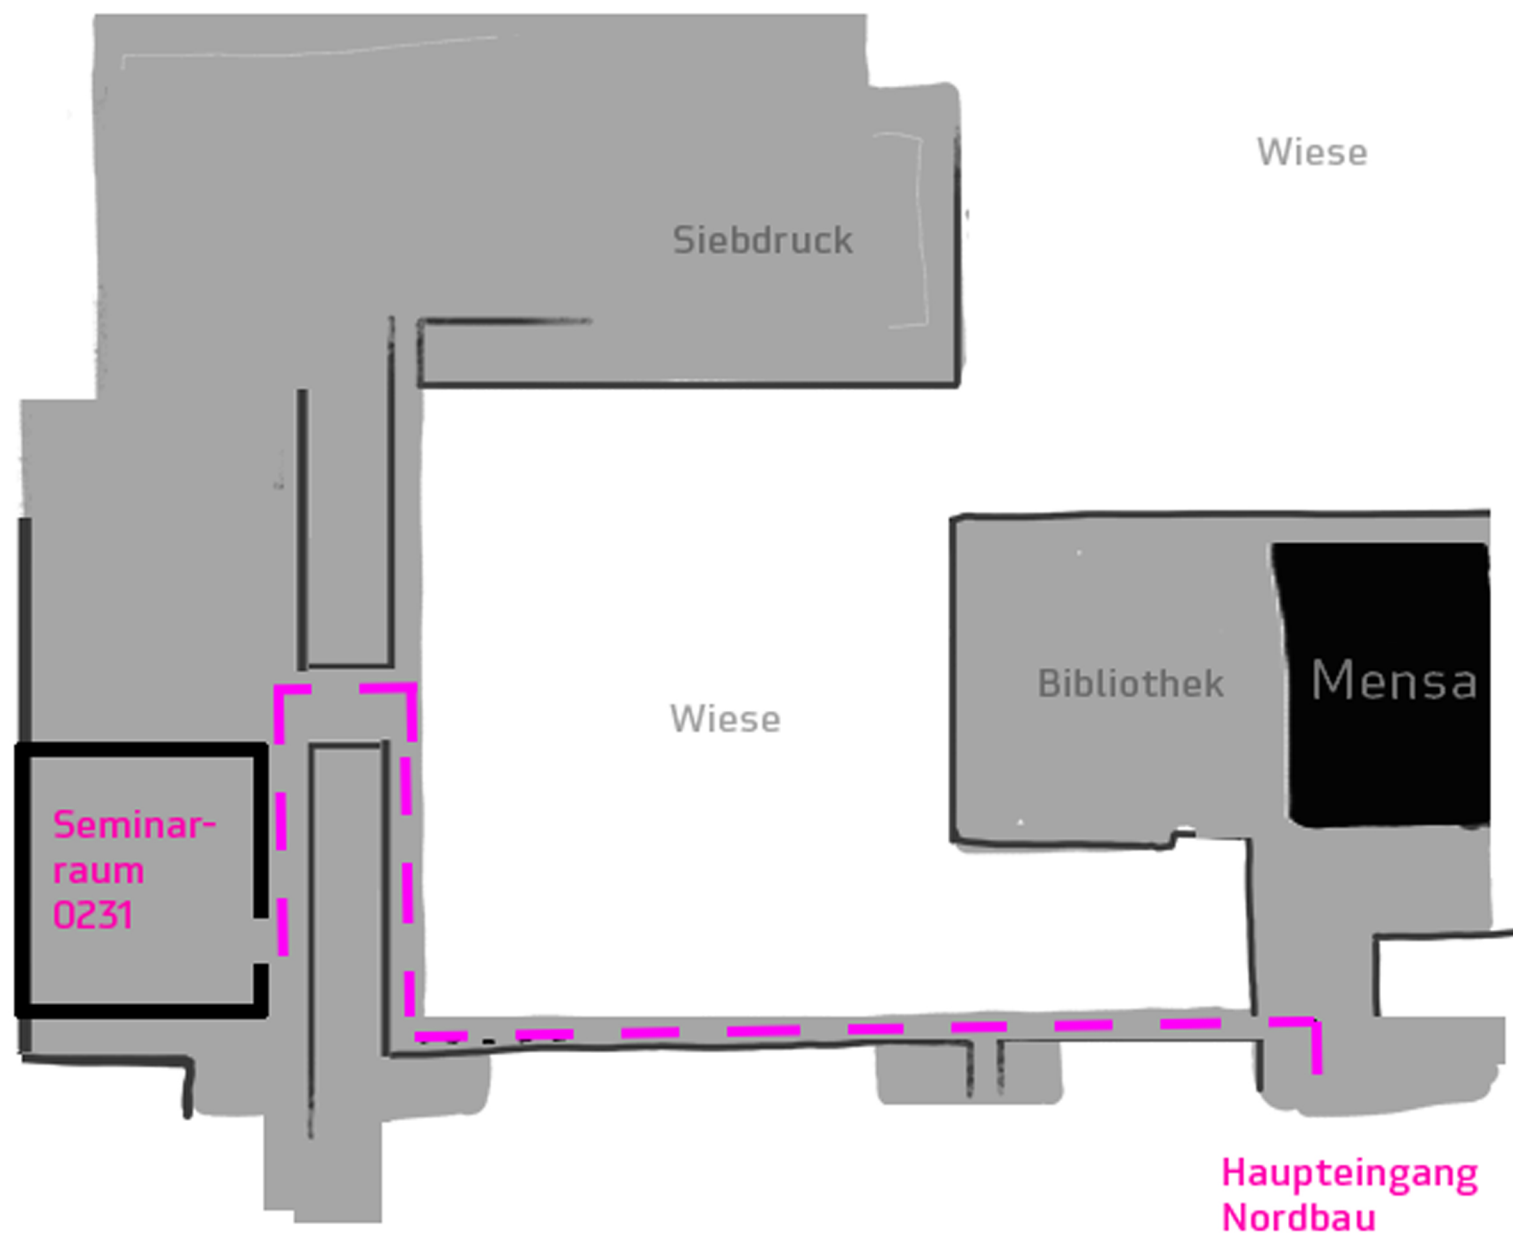 Wiese
Siebdruck
Bibliothek
Mensa
Wiese
Seminar-
raum
0231
Haupteingang
Nordbau